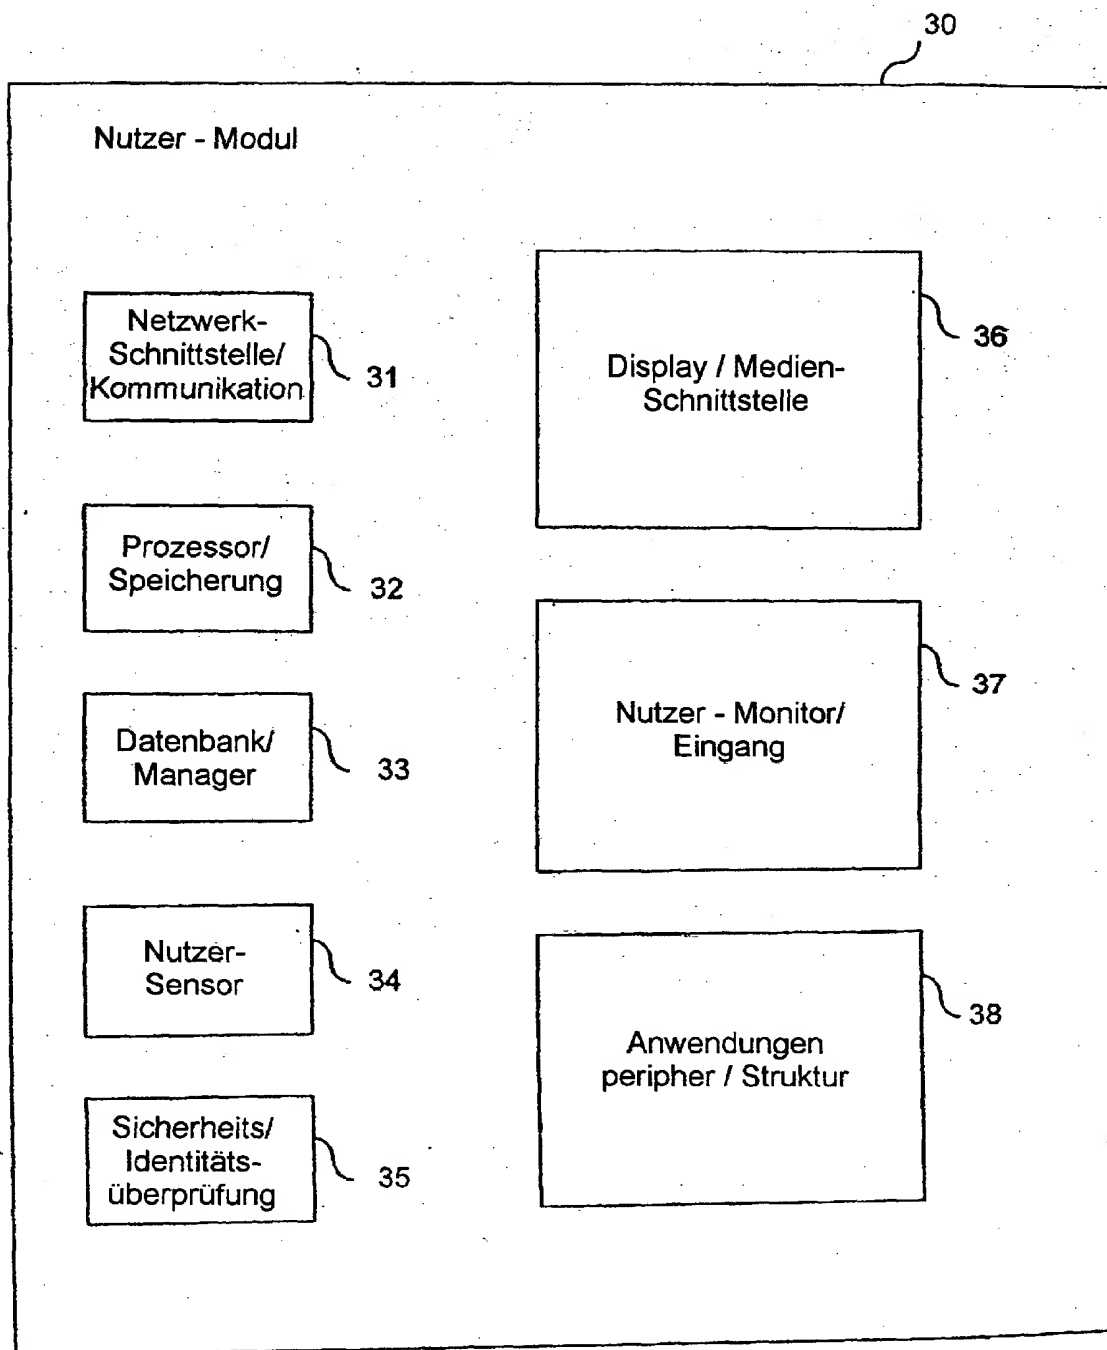 30
Nutzer - Modul
Netzwerk-
Schnittstelle/
Kommunikation
31
Prozessor/
Speicherung
32
Datenbank/
Manager
33
Nutzer-
Sensor
34
Sicherheits/
Identitäts-
überprüfung
35
Display / Medien-
Schnittstelle
36
Nutzer - Monitor/
Eingang
37
Anwendungen
peripher / Struktur
38